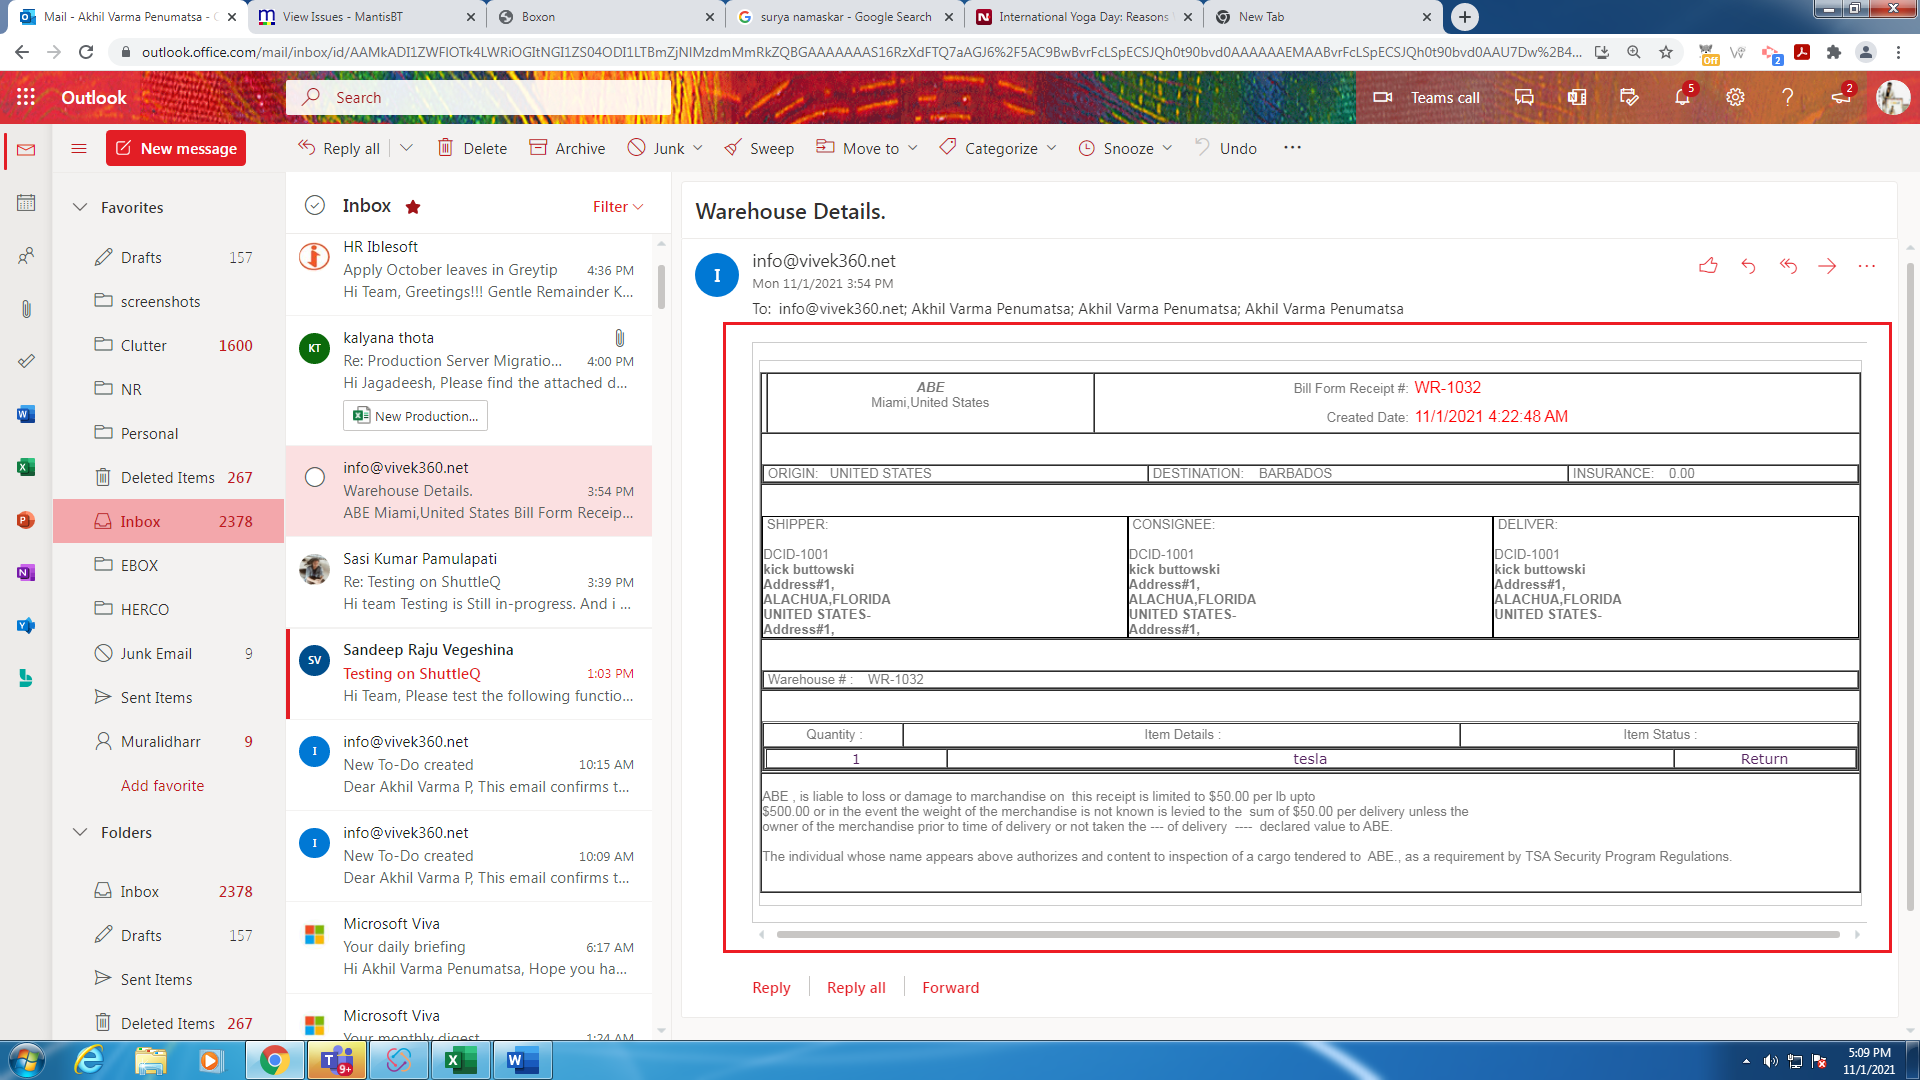 Mail - Akhil Varma Penumatsa - O
View Issues - MantisBT
Boxon
surya namaskar - Google Search
International Yoga Day: Reasons
New Tab
outlook.office.com/mail/inbox/id/
Off
2
Outlook
Search
Teams call
5
2
New message
Reply all
Delete
Archive
Junk
Sweep
Move to
Categorize
Snooze
Undo
Favorites
Drafts 157
screenshots
Clutter 1600
NR
Personal
Deleted Items 267
Inbox 2378
EBOX
HERCO
Junk Email 9
Sent Items
Muralidharr 9
Add favorite
Folders
Inbox 2378
Drafts 157
Sent Items
Deleted Items 267
Inbox
Filter
HR Iblesoft
Apply October leaves in Greytip 4:36 PM
Hi Team, Greetings!!! Gentle Remainder K...
KT
kalyana thota
Re: Production Server Migratio... 4:00 PM
Hi Jagadeesh, Please find the attached d...
New Production...
info@vivek360.net
Warehouse Details. 3:54 PM
ABE Miami,United States Bill Form Receip...
Sasi Kumar Pamulapati
Re: Testing on ShuttleQ 3:39 PM
Hi team Testing is Still in-progress. And i ...
SV
Sandeep Raju Vegeshina
Testing on ShuttleQ 1:03 PM
Hi Team, Please test the following functio...
I
info@vivek360.net
New To-Do created 10:15 AM
Dear Akhil Varma P, This email confirms t...
I
info@vivek360.net
New To-Do created 10:09 AM
Dear Akhil Varma P, This email confirms t...
Microsoft Viva
Your daily briefing 6:17 AM
Hi Akhil Varma Penumatsa, Hope you ha...
Microsoft Viva
Your monthly digest 1:24 AM
Warehouse Details.
I
info@vivek360.net
Mon 11/1/2021 3:54 PM
To: info@vivek360.net; Akhil Varma Penumatsa; Akhil Varma Penumatsa; Akhil Varma Penumatsa
ABE
Miami,United States
Bill Form Receipt #: WR-1032
Created Date: 11/1/2021 4:22:48 AM
ORIGIN: UNITED STATES DESTINATION: BARBADOS INSURANCE: 0.00
SHIPPER:
DCID-1001
kick buttowski
Address#1,
ALACHUA,FLORIDA
UNITED STATES-
Address#1,
CONSIGNEE:
DCID-1001
kick buttowski
Address#1,
ALACHUA,FLORIDA
UNITED STATES-
Address#1,
DELIVER:
DCID-1001
kick buttowski
Address#1,
ALACHUA,FLORIDA
UNITED STATES-
Warehouse # : WR-1032
Quantity : Item Details : Item Status :
1 tesla Return
ABE , is liable to loss or damage to marchandise on this receipt is limited to $50.00 per lb upto
$500.00 or in the event the weight of the merchandise is not known is levied to the sum of $50.00 per delivery unless the
owner of the merchandise prior to time of delivery or not taken the --- of delivery ---- declared value to ABE.
The individual whose name appears above authorizes and content to inspection of a cargo tendered to ABE., as a requirement by TSA Security Program Regulations.
Reply
Reply all
Forward
9+
5:09 PM
11/1/2021